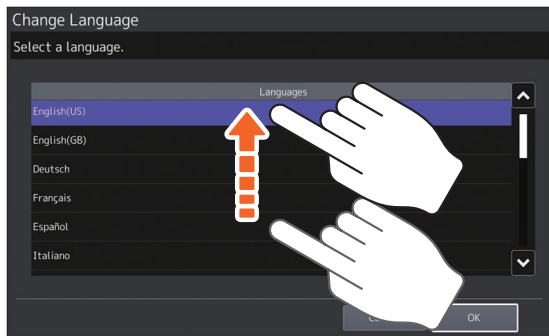 Change Language
Select a language.
Languages
English(US)
English(GB)
Deutsch
Français
Español
Italiano
OK